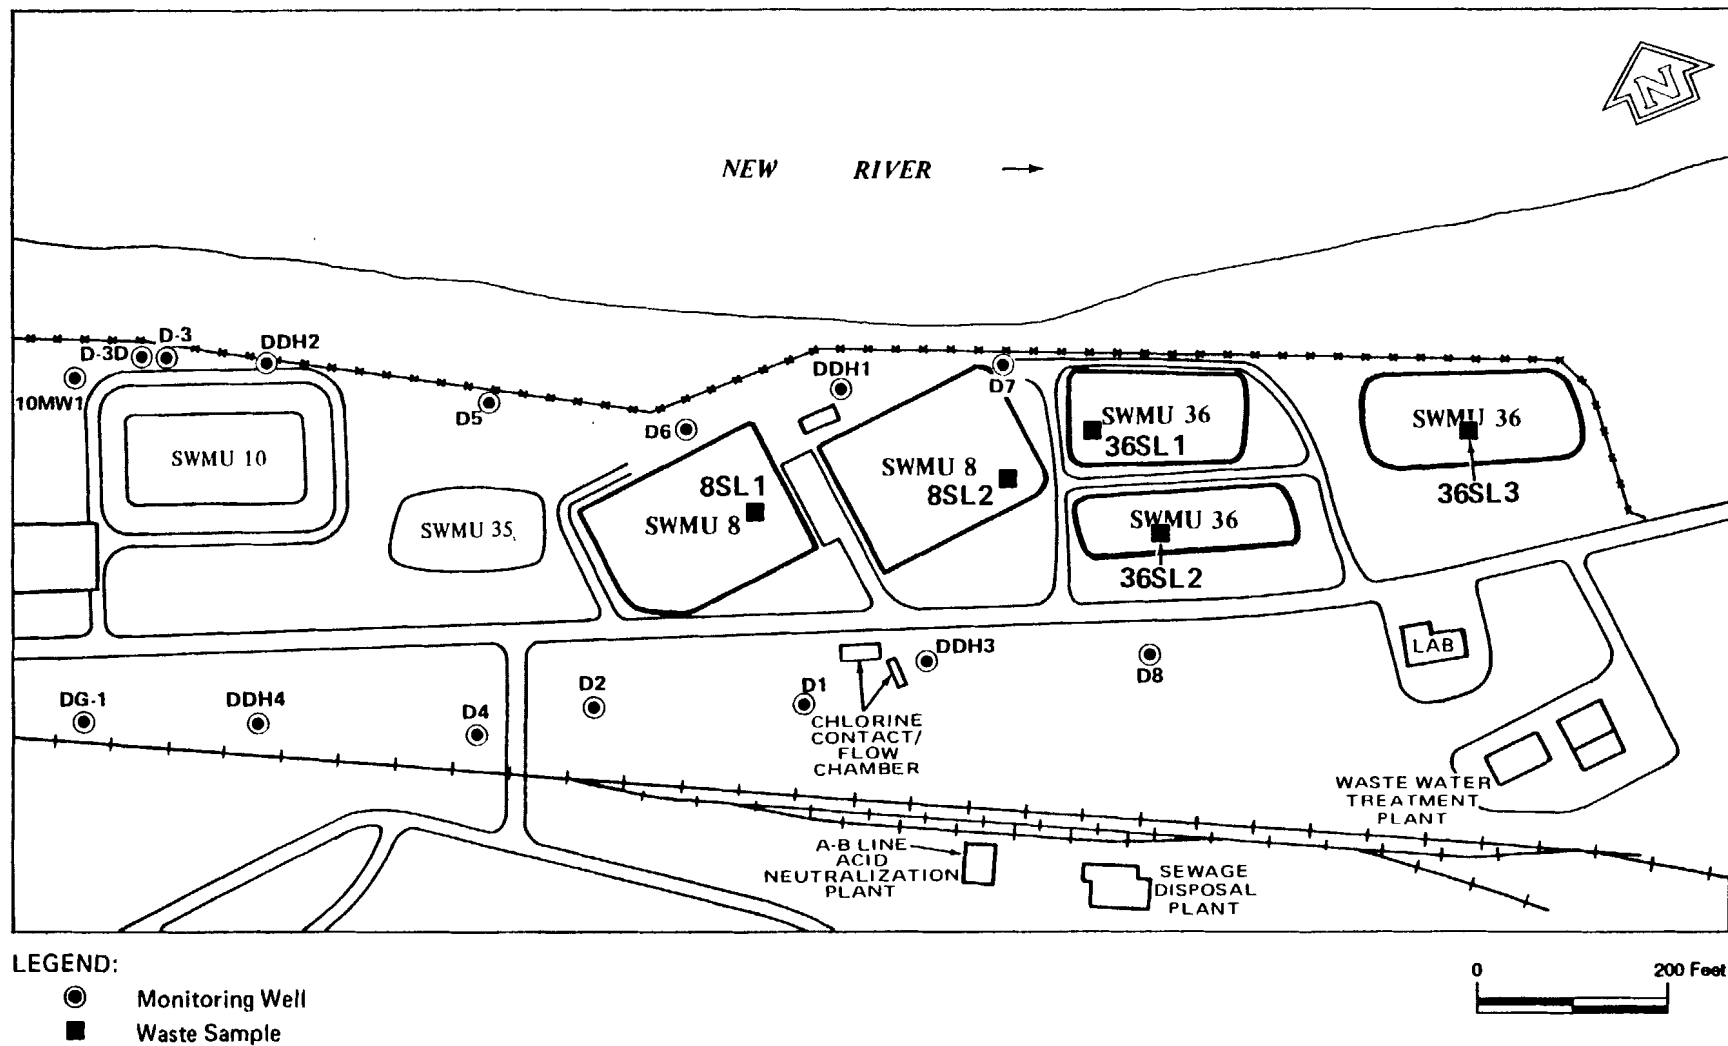 N
NEW RIVER
D-3D
D-3
DDH2
10MW1
D5
D6
DDH1
D7
SWMU 10
SWMU 35
8SL1
SWMU 8
SWMU 8
8SL2
SWMU 36
36SL1
SWMU 36
36SL2
SWMU 36
36SL3
LAB
DG-1
DDH4
D4
D2
D1
DDH3
D8
CHLORINE
CONTACT/
FLOW
CHAMBER
WASTE WATER
TREATMENT
PLANT
A-B LINE
ACID
NEUTRALIZATION
PLANT
SEWAGE
DISPOSAL
PLANT
LEGEND:
Monitoring Well
Waste Sample
0 200 Feet